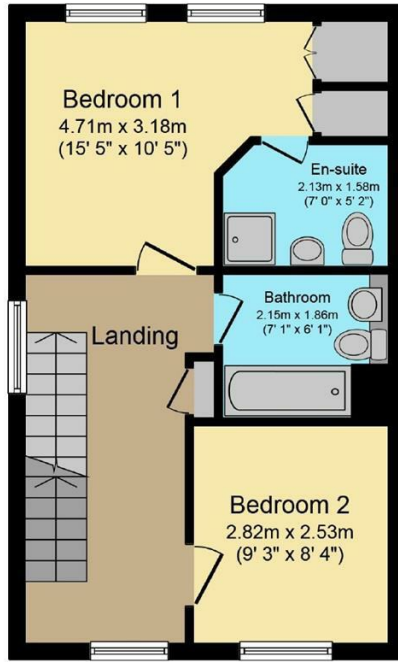 Bedroom 1
4.71m x 3.18m
(15' 5" x 10' 5")
En-suite
2.13m x 1.58m
(7' 0" x 5' 2")
Bathroom
2.15m x 1.86m
(7' 1" x 6' 1")
Landing
Bedroom 2
2.82m x 2.53m
(9' 3" x 8' 4")